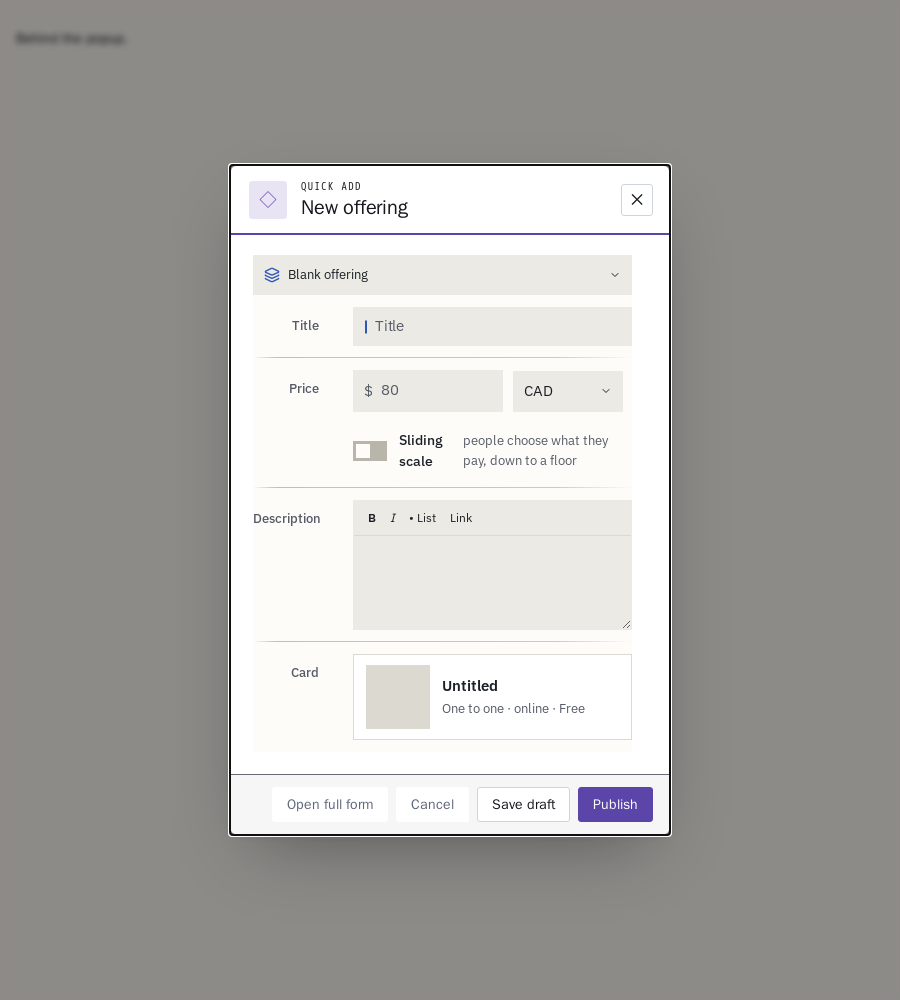 Behind the popup.
QUICK ADD
New offering
Blank offering
Title
Title
Price
$ 80
CAD
Sliding scale
people choose what they
pay, down to a floor
Description
B I • List Link
Card
Untitled
One to one · online · Free
Open full form
Cancel
Save draft
Publish